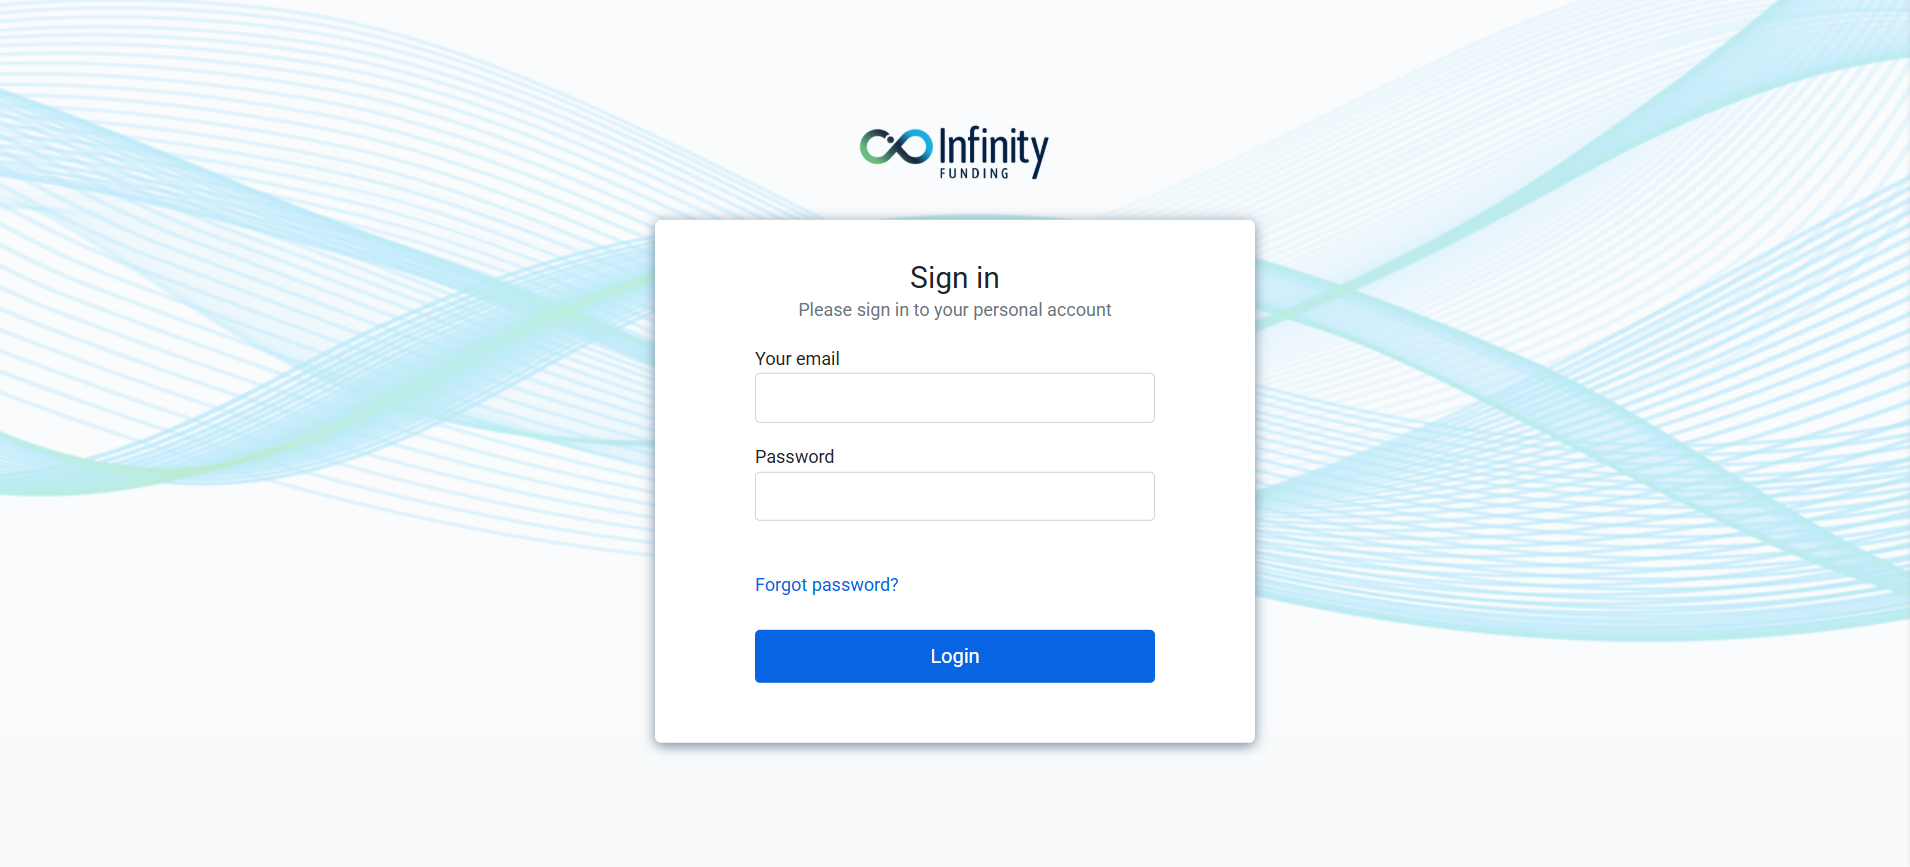 Infinity
FUNDING
Sign in
Please sign in to your personal account
Your email
Password
Forgot password?
Login